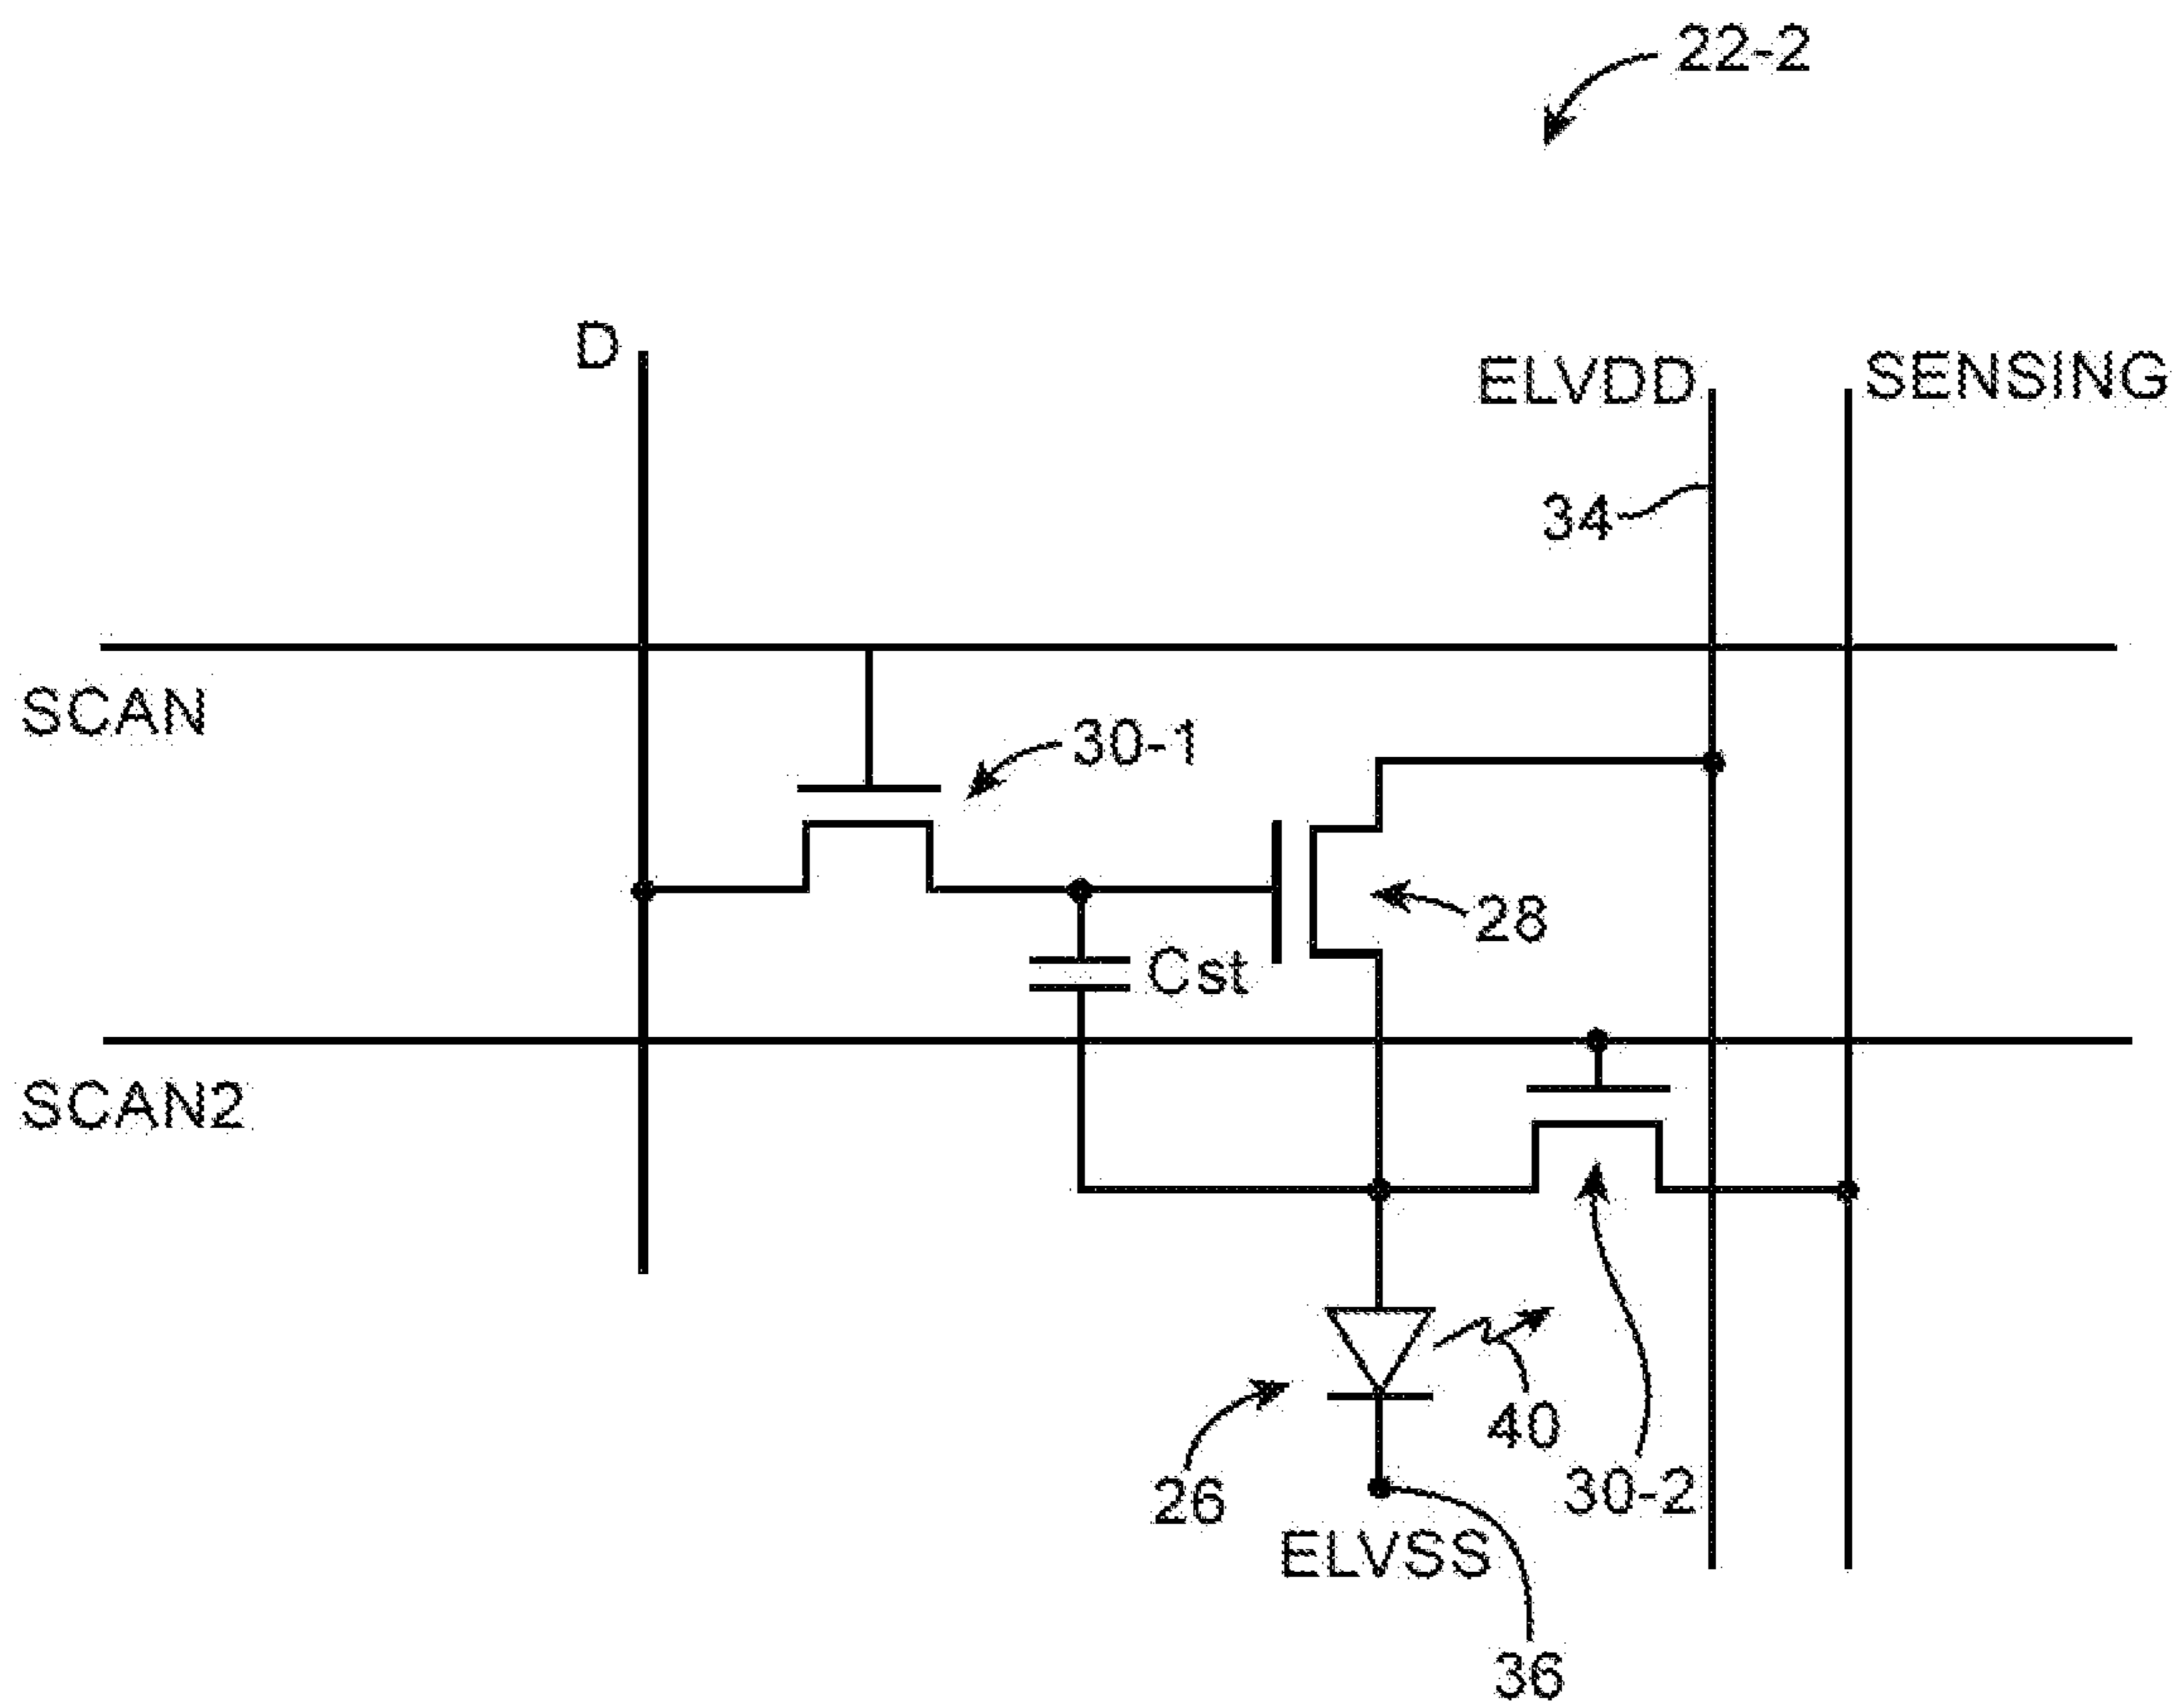 22-2
D
ELVDD
SENSING
34
SCAN
30-1
28
Cst
SCAN2
40
26
30-2
ELVSS
36